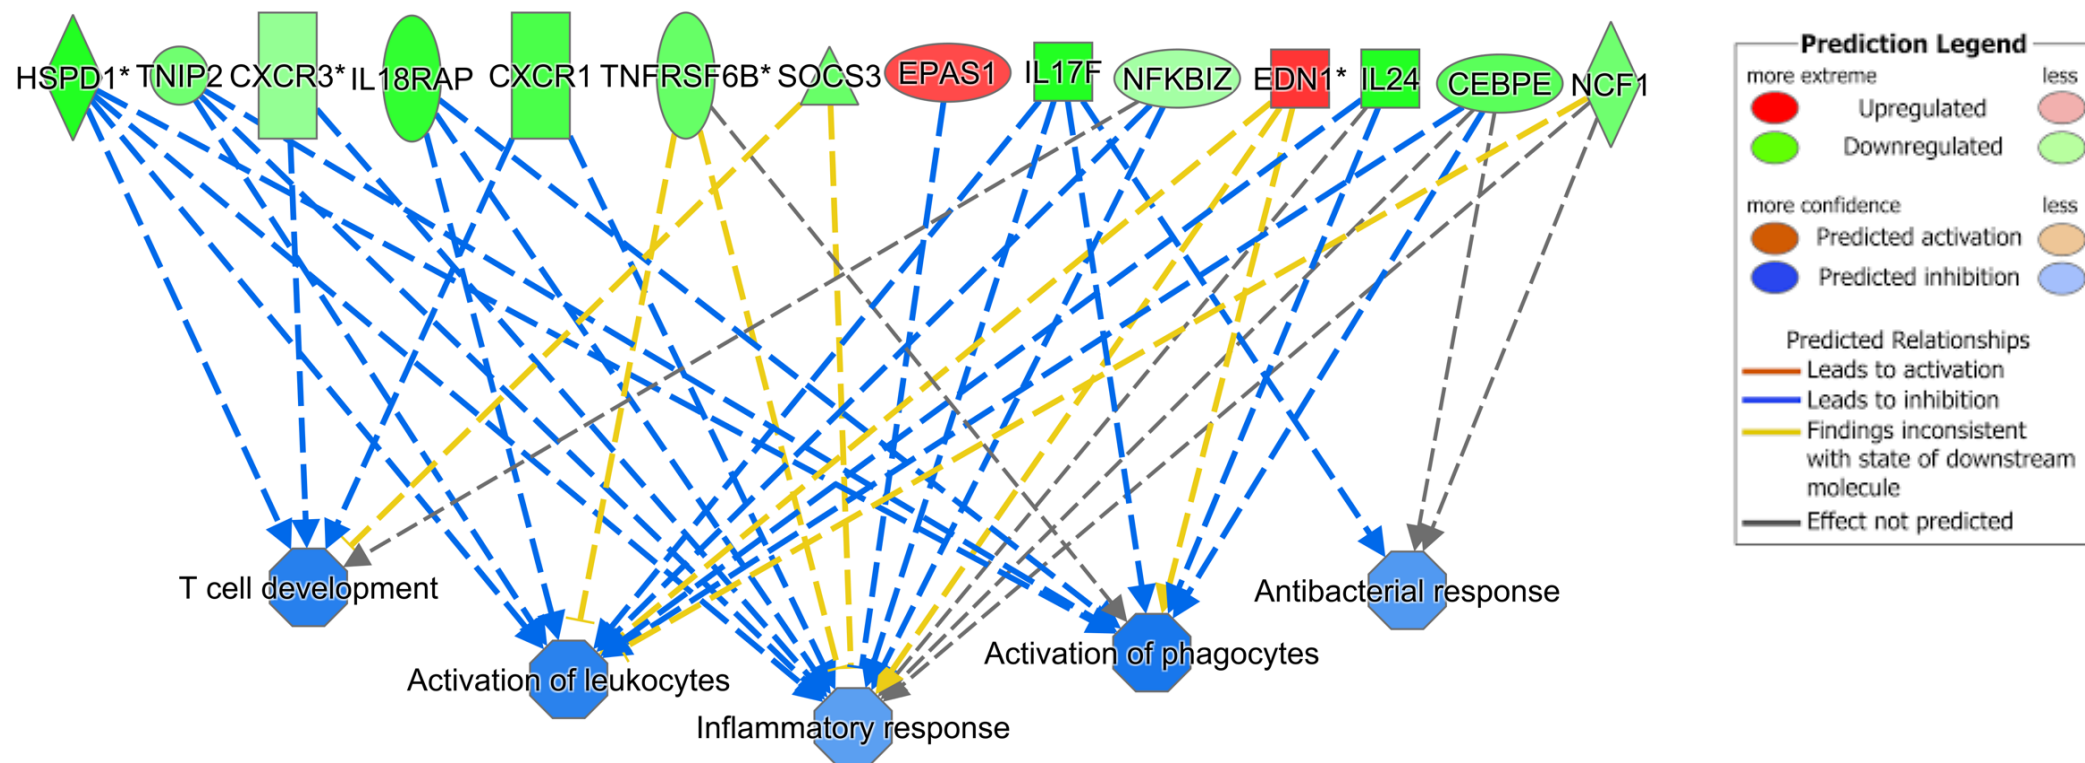 HSPD1*
TNIP2
CXCR3*
IL18RAP
CXCR1
TNFRSF6B*
SOCS3
EPAS1
IL17F
NFKBIZ
EDN1*
IL24
CEBPE
NCF1
T cell development
Activation of leukocytes
Inflammatory response
Activation of phagocytes
Antibacterial response
Prediction Legend
more extreme less
Upregulated
Downregulated
more confidence less
Predicted activation
Predicted inhibition
Predicted Relationships
Leads to activation
Leads to inhibition
Findings inconsistent
with state of downstream
molecule
Effect not predicted